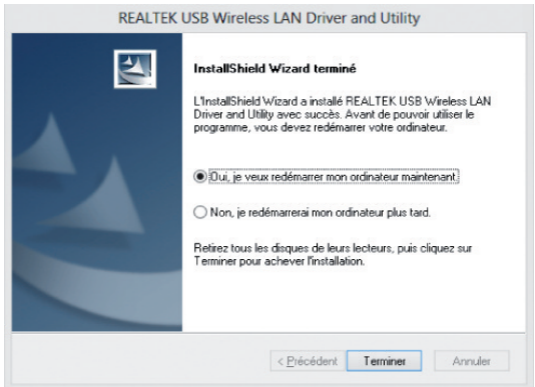 REALTEK USB Wireless LAN Driver and Utility
InstallShield Wizard terminé
L'InstallShield Wizard a installé REALTEK USB Wireless LAN
Driver and Utility avec succès. Avant de pouvoir utiliser le
programme, vous devez redémarrer votre ordinateur.
Oui, je veux redémarrer mon ordinateur maintenant.
Non, je redémarrerai mon ordinateur plus tard.
Retirez tous les disques de leurs lecteurs, puis cliquez sur
Terminer pour achever l'installation.
< Précédent
Terminer
Annuler